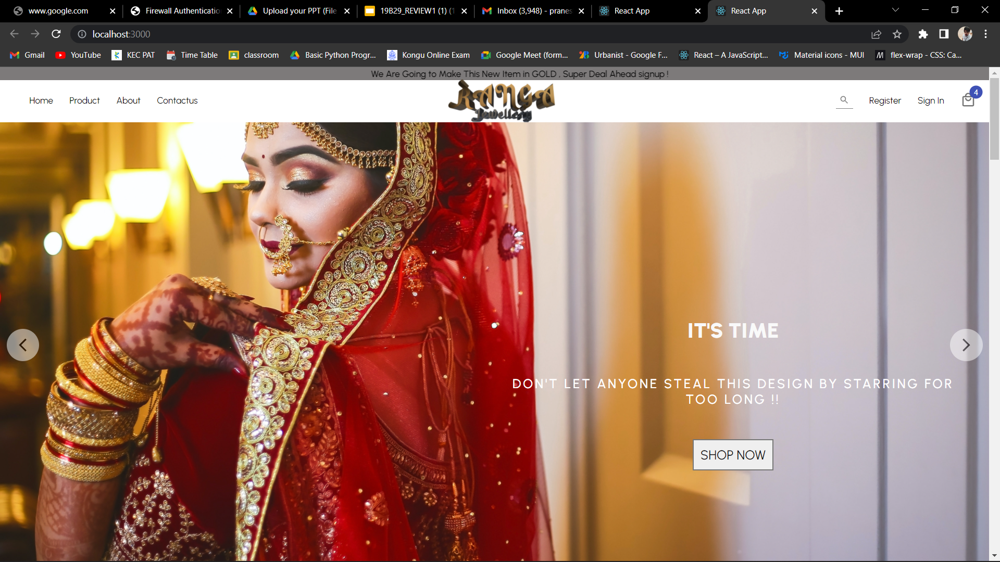 www.google.com
Firewall Authenticatio
Upload your PPT (File
19B29_REVIEW1 (1) (1
Inbox (3,948) - pranes
React App
React App
localhost:3000
Gmail
YouTube
KEC PAT
Time Table
classroom
Basic Python Progr...
Kongu Online Exam
Google Meet (form...
Urbanist - Google F...
React – A JavaScript...
Material icons - MUI
flex-wrap - CSS: Ca...
We Are Going to Make This New Item in GOLD , Super Deal Ahead signup !
Home
Product
About
Contactus
RANGA
Jewellery
Register
Sign In
4
IT'S TIME
DON'T LET ANYONE STEAL THIS DESIGN BY STARRING FOR
TOO LONG !!
SHOP NOW